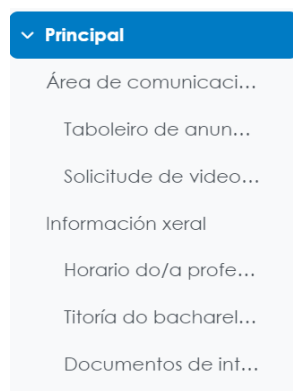 Principal
Área de comunicaci...
Taboleiro de anun...
Solicitude de video...
Información xeral
Horario do/a profe...
Titoría do bacharel...
Documentos de int...